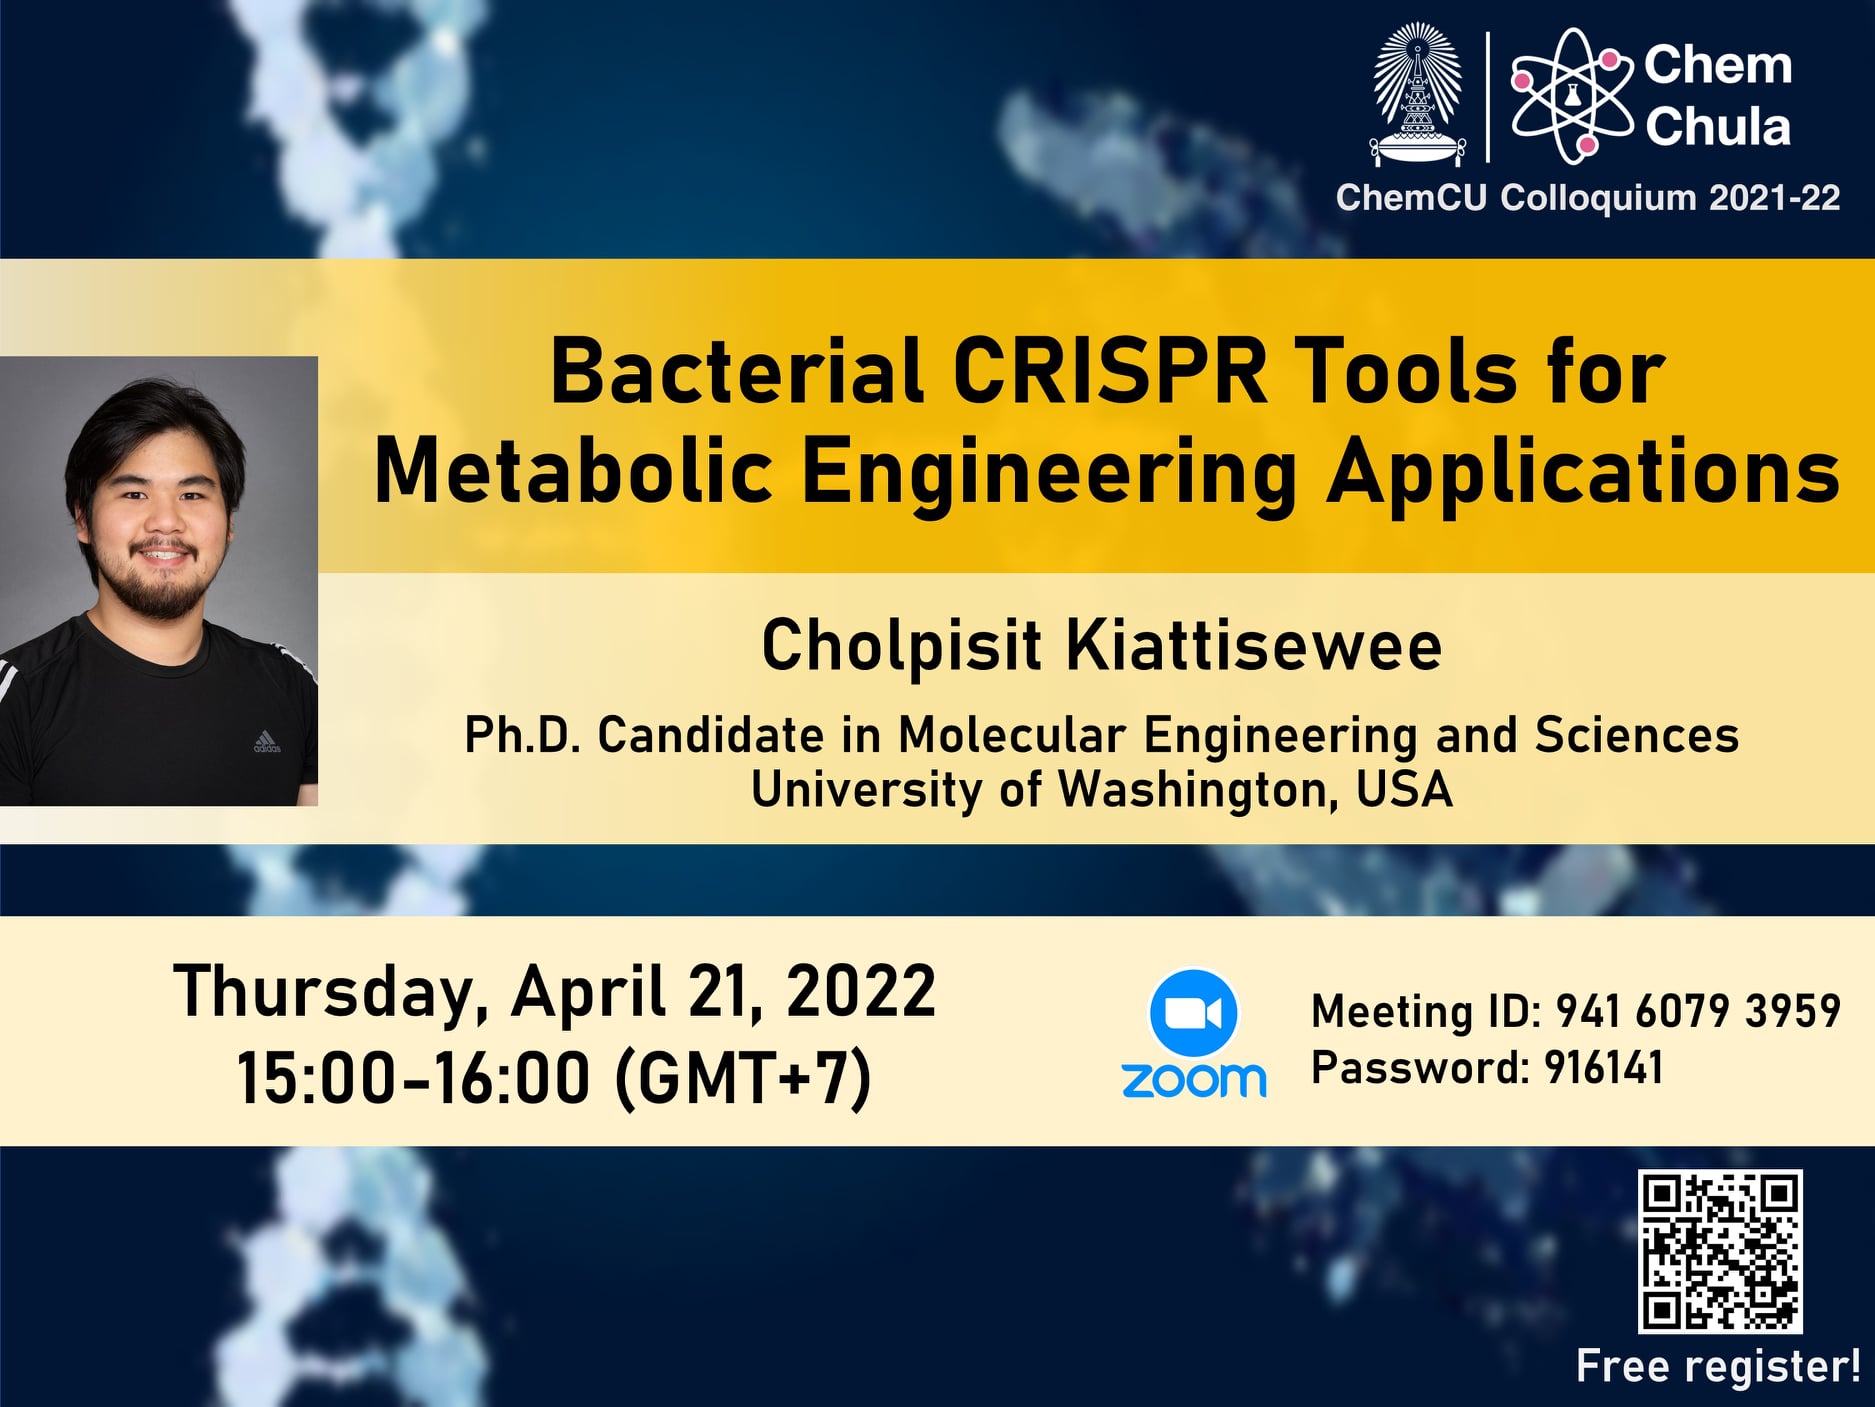 Chem
Chula
ChemCU Colloquium 2021-22
Bacterial CRISPR Tools for
Metabolic Engineering Applications
adidas
Cholpisit Kiattisewee
Ph.D. Candidate in Molecular Engineering and Sciences
University of Washington, USA
Thursday, April 21, 2022
15:00-16:00 (GMT+7)
zoom
Meeting ID: 941 6079 3959
Password: 916141
Free register!